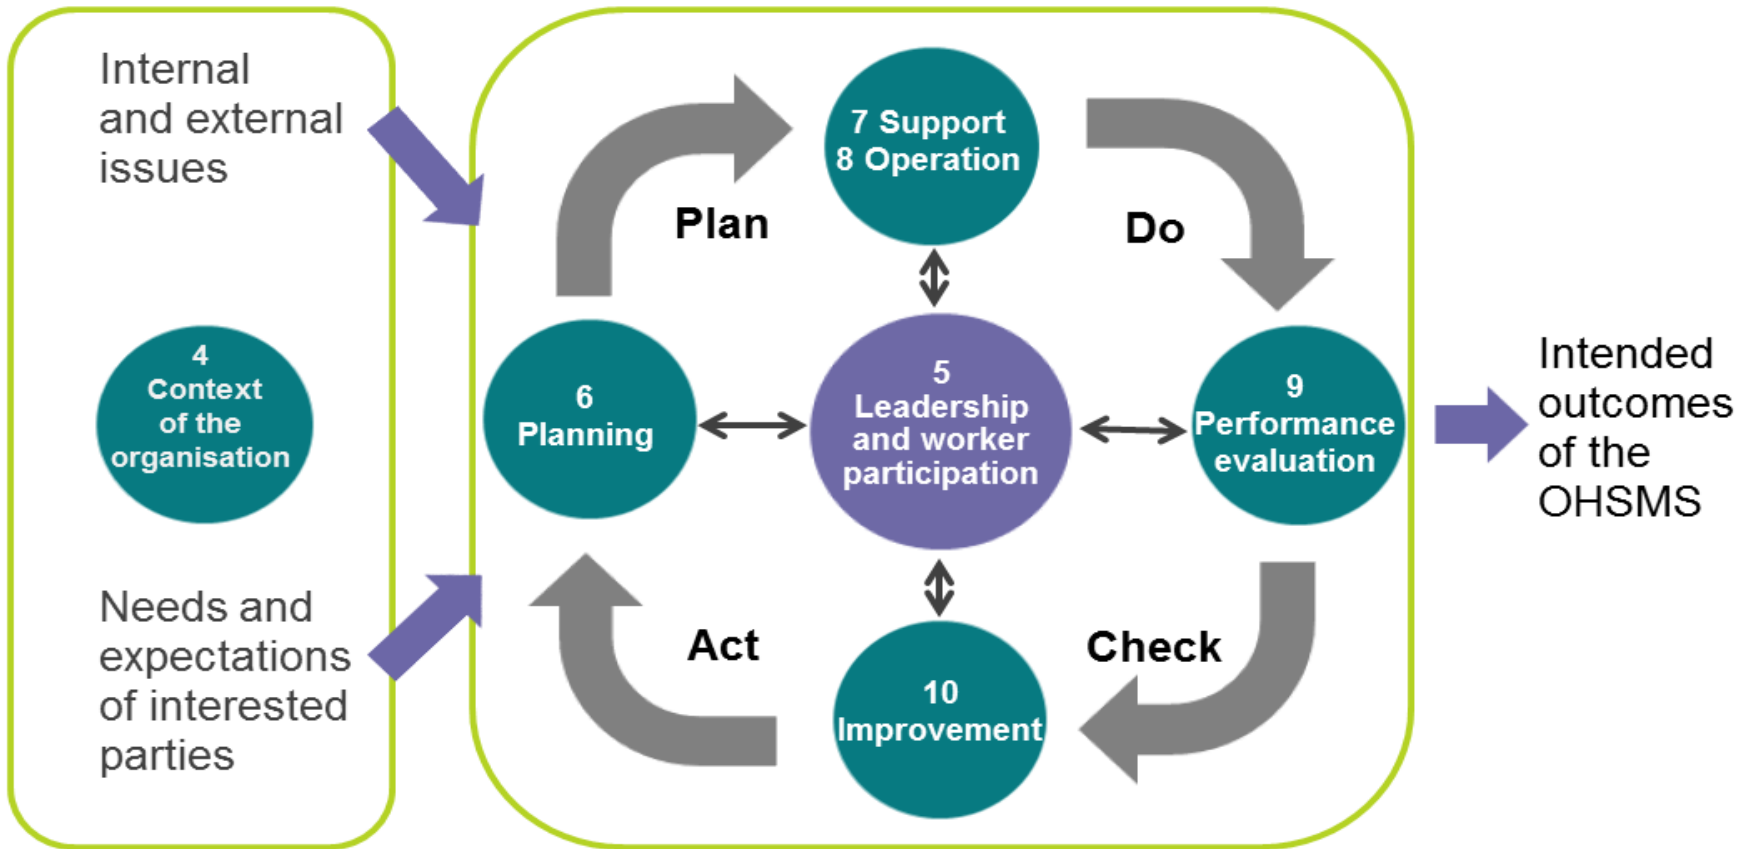 Internal
and external
issues
4
Context
of the
organisation
Needs and
expectations
of interested
parties
Plan
7 Support
8 Operation
Do
6
Planning
5
Leadership
and worker
participation
9
Performance
evaluation
Act
10
Improvement
Check
Intended
outcomes
of the
OHSMS